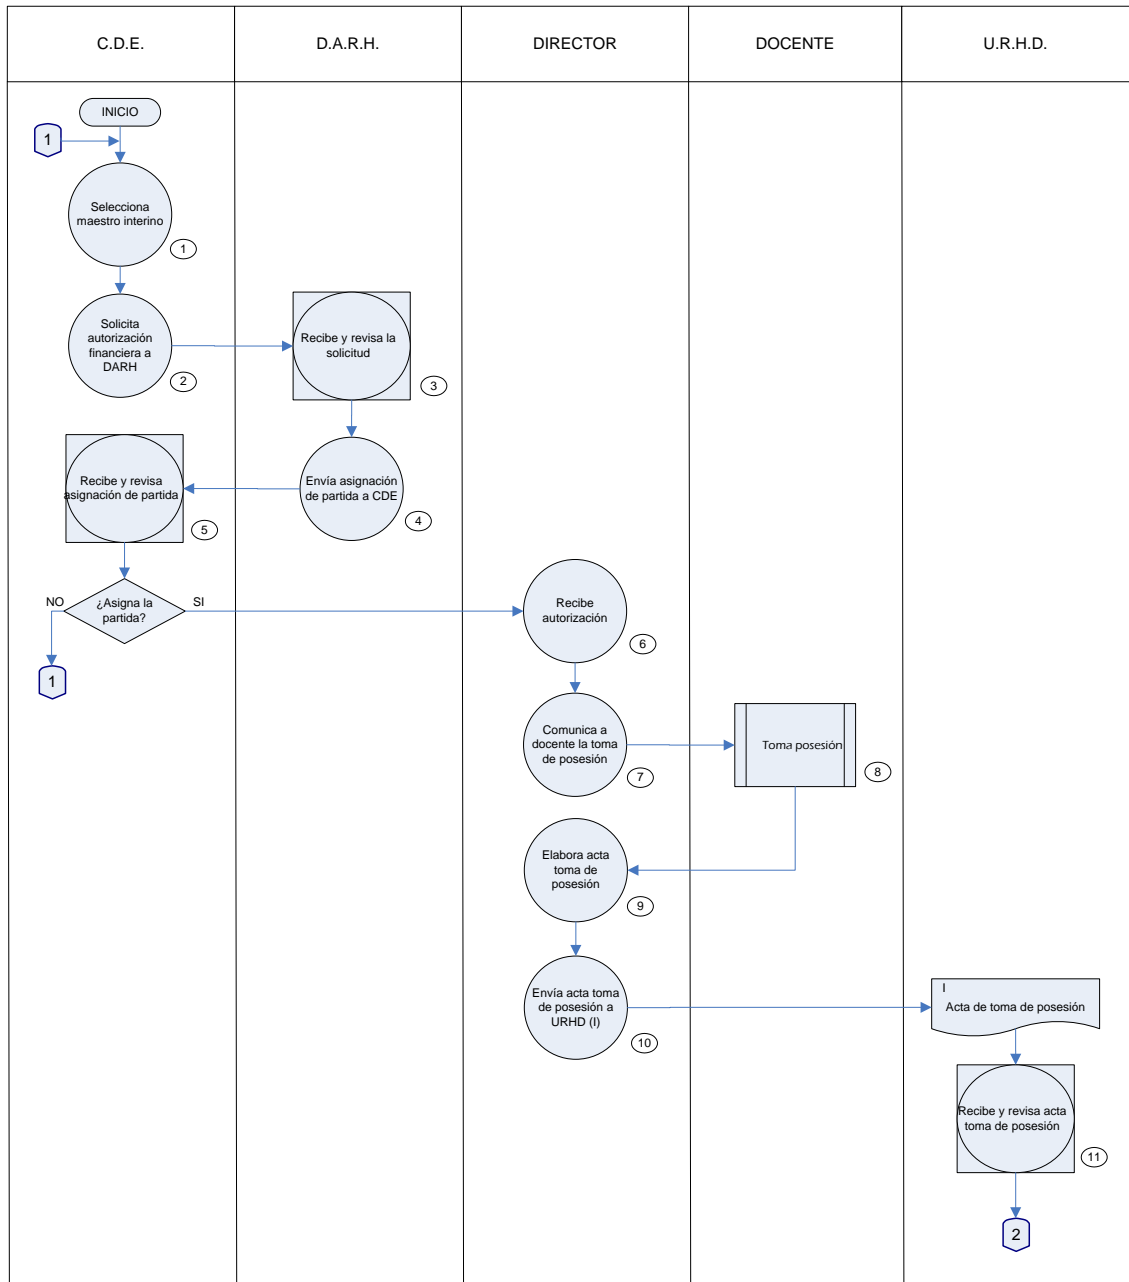 C.D.E.
D.A.R.H.
DIRECTOR
DOCENTE
U.R.H.D.
INICIO
1
Selecciona
maestro interino
1
Solicita
autorización
financiera a
DARH
2
Recibe y revisa la
solicitud
3
Envía asignación
de partida a CDE
4
Recibe y revisa
asignación de partida
5
¿Asigna la
partida?
NO
SI
1
Recibe
autorización
6
Comunica a
docente la toma
de posesión
7
Toma posesión
8
Elabora acta
toma de
posesión
9
Envía acta toma
de posesión a
URHD (I)
10
I
Acta de toma de posesión
Recibe y revisa acta
toma de posesión
11
2